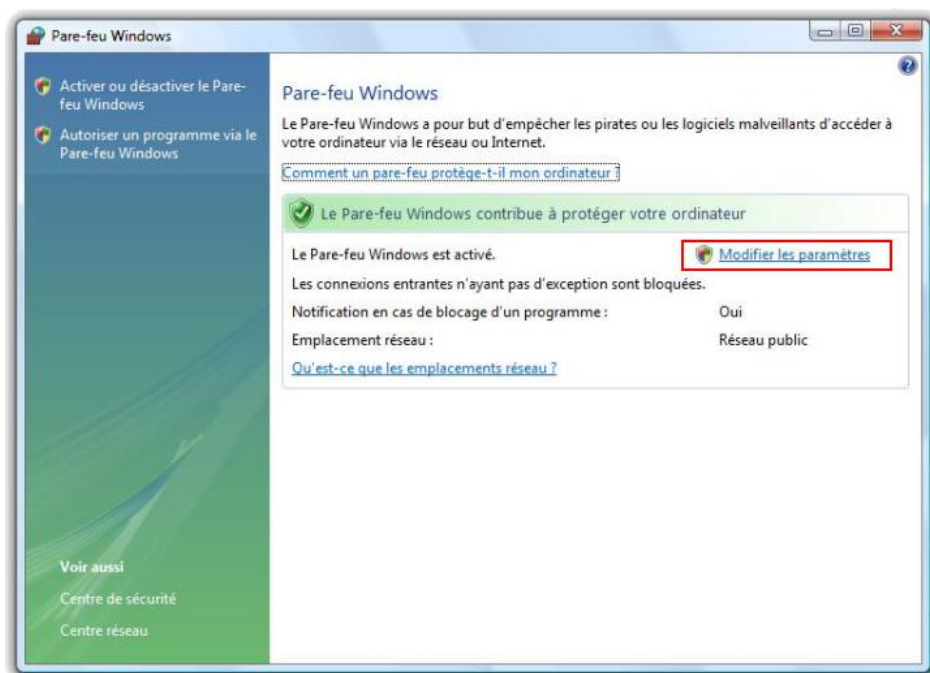 Pare-feu Windows
Activer ou désactiver le Pare-
feu Windows
Autoriser un programme via le
Pare-feu Windows
Voir aussi
Centre de sécurité
Centre réseau
Pare-feu Windows
Le Pare-feu Windows a pour but d'empêcher les pirates ou les logiciels malveillants d'accéder à
votre ordinateur via le réseau ou Internet.
Comment un pare-feu protège-t-il mon ordinateur ?
Le Pare-feu Windows contribue à protéger votre ordinateur
Le Pare-feu Windows est activé. Modifier les paramètres
Les connexions entrantes n'ayant pas d'exception sont bloquées.
Notification en cas de blocage d'un programme : Oui
Emplacement réseau : Réseau public
Qu'est-ce que les emplacements réseau ?